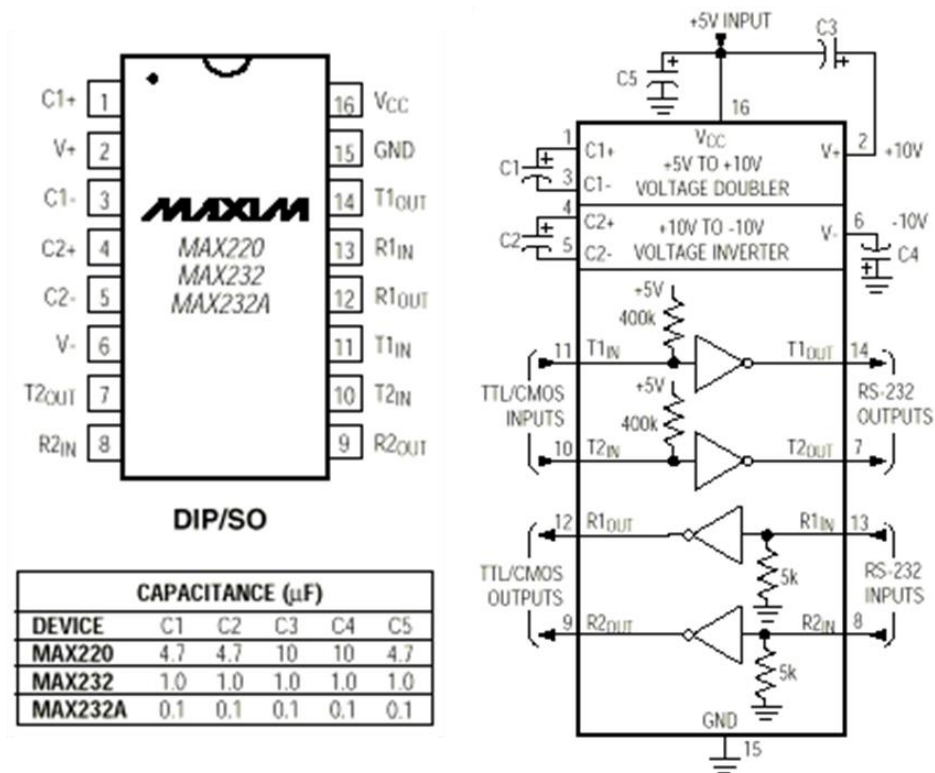 C1+ 1
V+ 2
C1- 3
C2+ 4
C2- 5
V- 6
T2OUT 7
R2IN 8
16 VCC
15 GND
14 T1OUT
13 R1IN
12 R1OUT
11 T1IN
10 T2IN
9 R2OUT
MAXIM
MAX220
MAX232
MAX232A
DIP/SO
CAPACITANCE (µF)
DEVICE C1 C2 C3 C4 C5
MAX220 4.7 4.7 10 10 4.7
MAX232 1.0 1.0 1.0 1.0 1.0
MAX232A 0.1 0.1 0.1 0.1 0.1
+5V INPUT
C3
C5
16
VCC
1 C1+
C1
3 C1-
+5V TO +10V
VOLTAGE DOUBLER
V+ 2 +10V
4 C2+
C2
5 C2-
+10V TO -10V
VOLTAGE INVERTER
V- 6 -10V
C4
+5V
400k
11 T1IN
T1OUT 14
+5V
400k
TTL/CMOS
INPUTS
RS-232
OUTPUTS
10 T2IN
T2OUT 7
12 R1OUT
R1IN 13
5k
TTL/CMOS
OUTPUTS
RS-232
INPUTS
9 R2OUT
R2IN 8
5k
GND
15